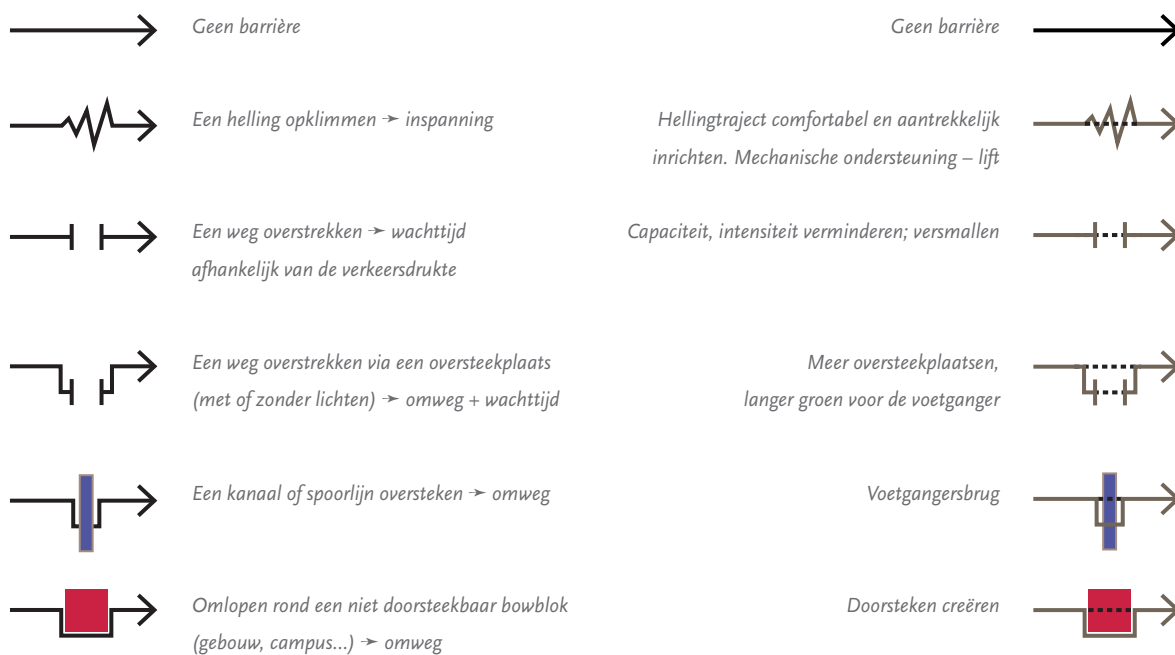 Geen barrière
Geen barrière
Een helling opklimmen ➛ inspanning
Hellingtraject comfortabel en aantrekkelijk
inrichten. Mechanische ondersteuning – lift
Een weg overstrekken ➛ wachttijd
afhankelijk van de verkeersdrukte
Capaciteit, intensiteit verminderen; versmallen
Een weg overstrekken via een oversteekplaats
(met of zonder lichten) ➛ omweg + wachttijd
Meer oversteekplaatsen,
langer groen voor de voetganger
Een kanaal of spoorlijn oversteken ➛ omweg
Voetgangersbrug
Omlopen rond een niet doorsteekbaar bowblok
(gebouw, campus...) ➛ omweg
Doorsteken creëren